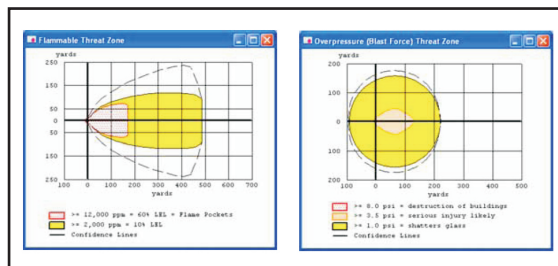 Flammable Threat Zone
yards
250
150
50
0
50
150
250
100 0 100 200 300 400 500 600 700
yards
>= 12,000 ppm = 60% LEL = Flame Pockets
>= 2,000 ppm = 10% LEL
Confidence Lines
Overpressure (Blast Force) Threat Zone
yards
200
100
0
100
200
100 0 100 200 300 400
yards
>= 8.0 psi = destruction of buildings
>= 3.5 psi = serious injury likely
>= 1.0 psi = shatters glass
Confidence Lines